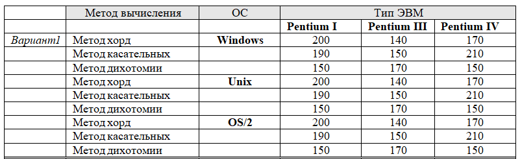 Метод вычисления ОС Тип ЭВМ
Pentium I Pentium III Pentium IV
Вариант1 Метод хорд Windows 200 140 170
Метод касательных 190 150 210
Метод дихотомии 150 170 150
Метод хорд Unix 200 140 170
Метод касательных 190 150 210
Метод дихотомии 150 170 150
Метод хорд OS/2 200 140 170
Метод касательных 190 150 210
Метод дихотомии 150 170 150